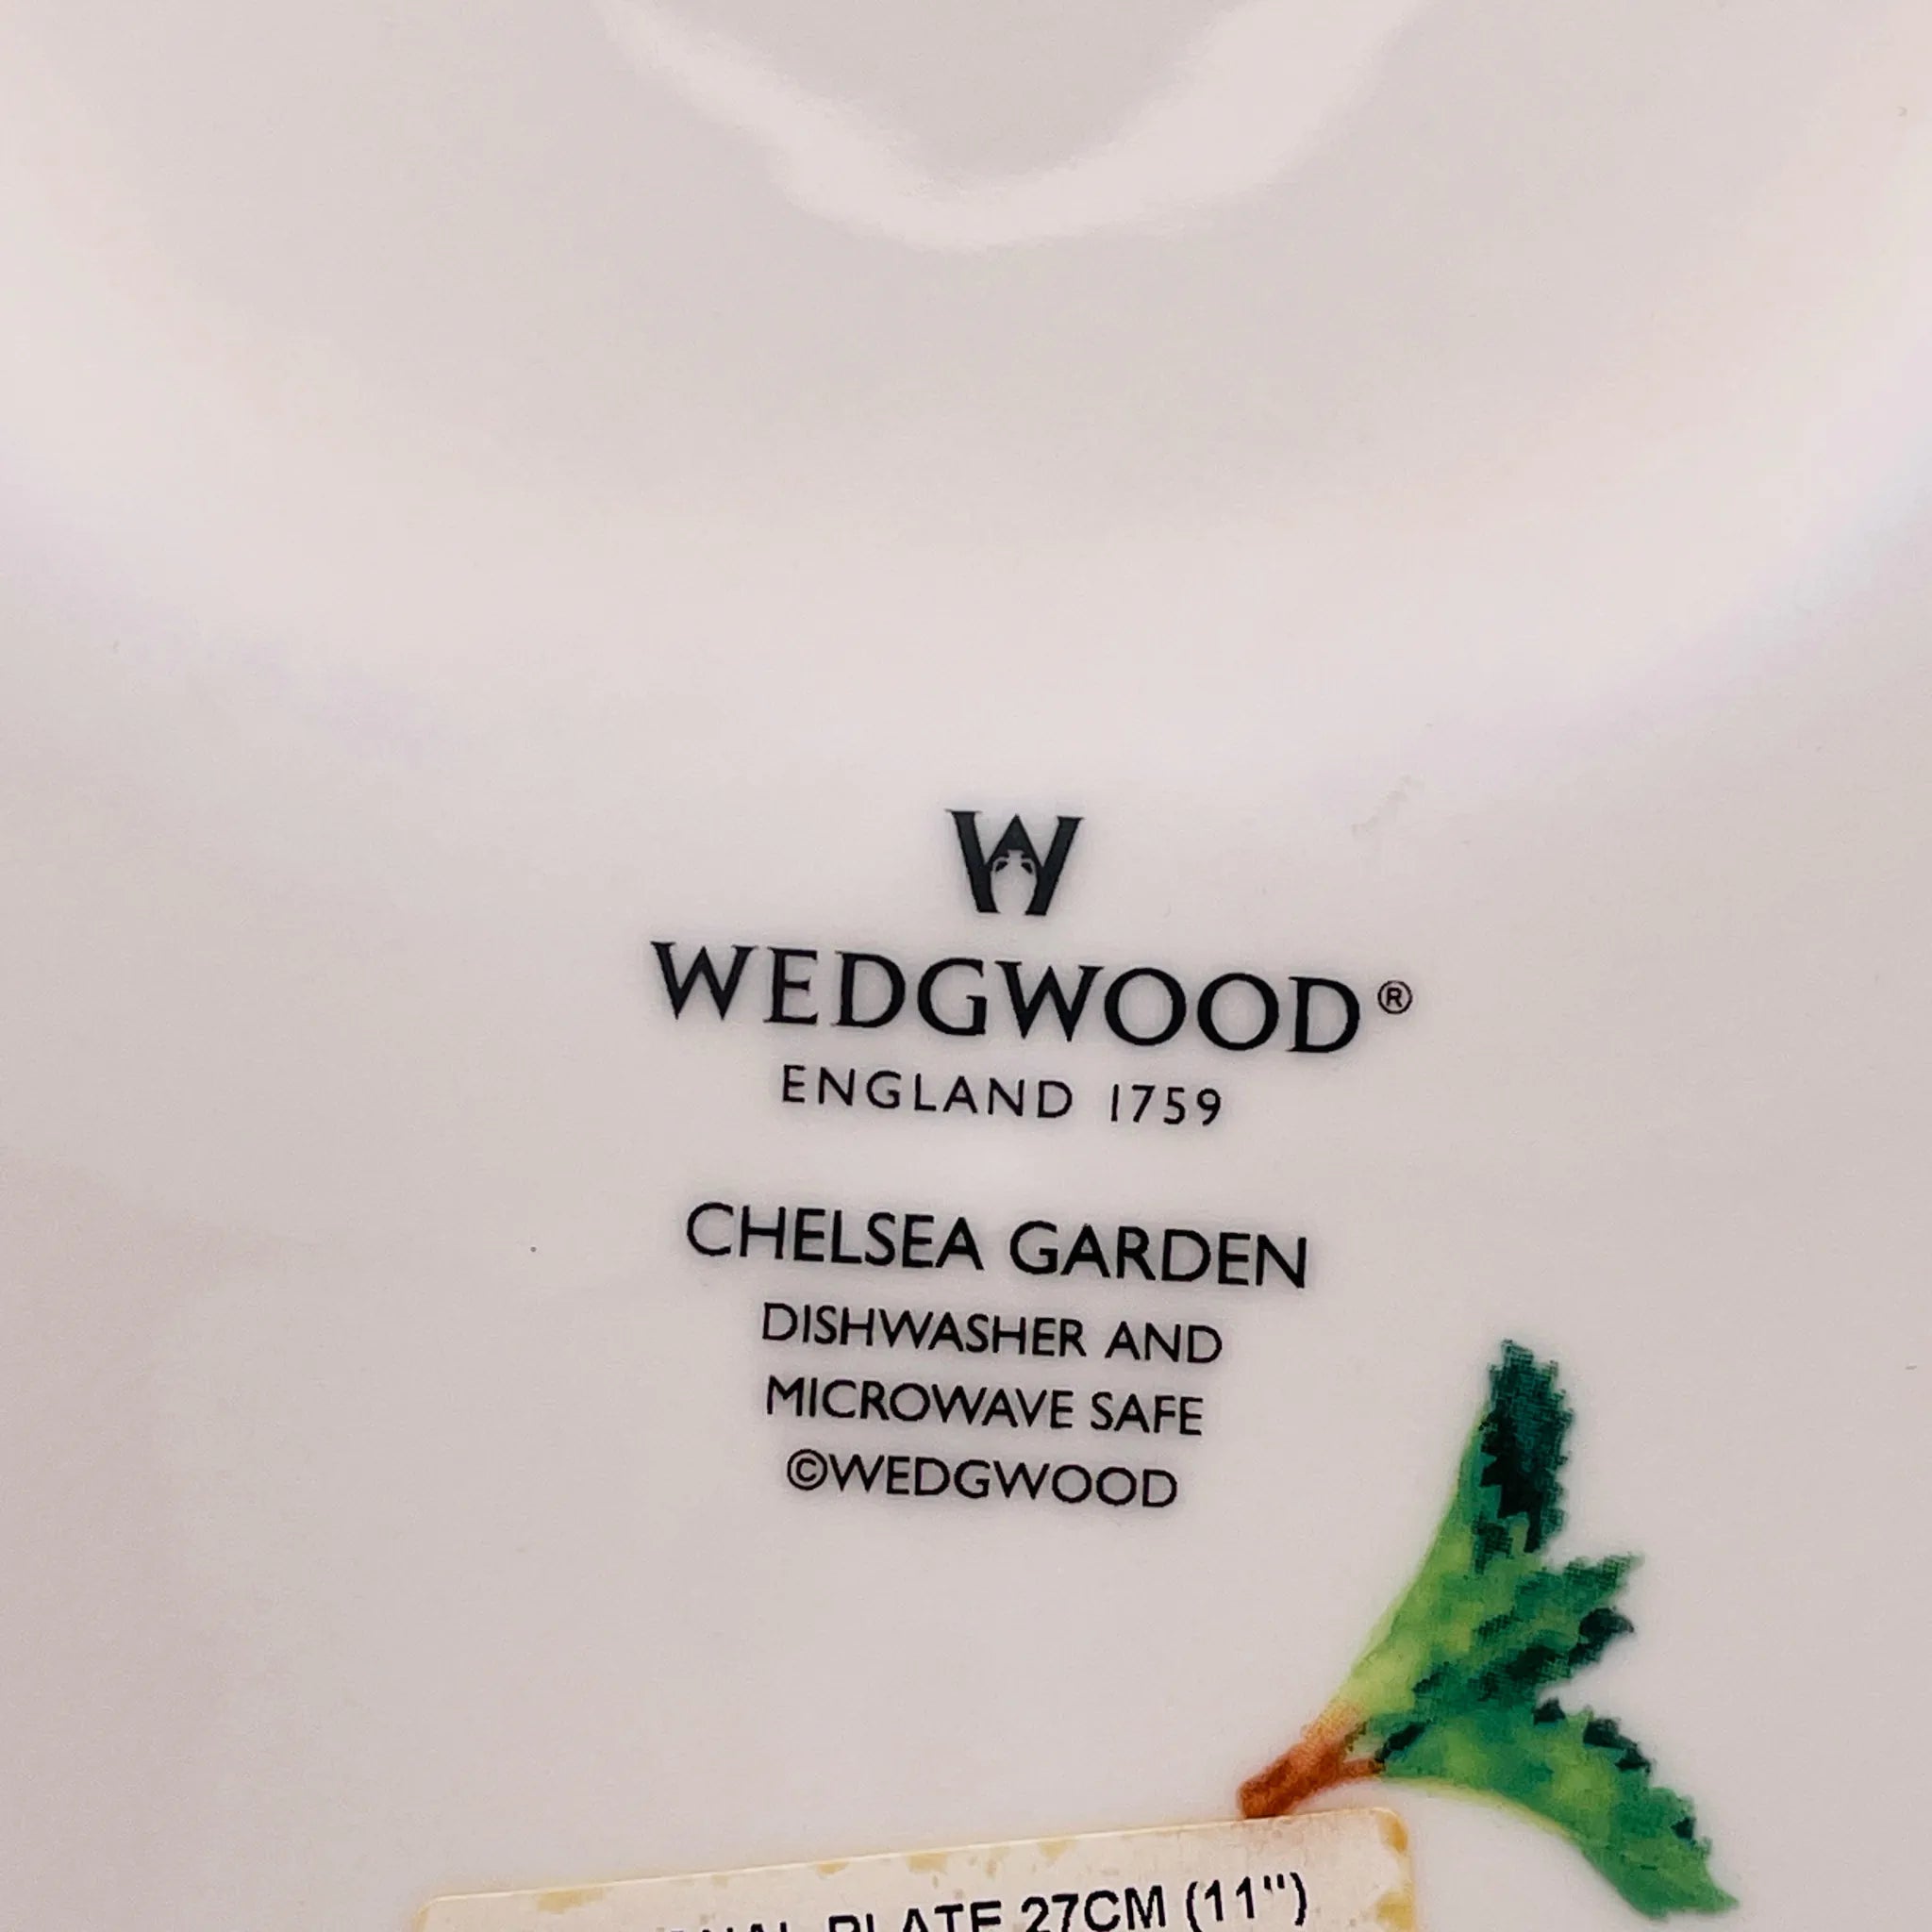 W
WEDGWOOD®
ENGLAND 1759
CHELSEA GARDEN
DISHWASHER AND
MICROWAVE SAFE
©WEDGWOOD
PLATE 27CM (11")